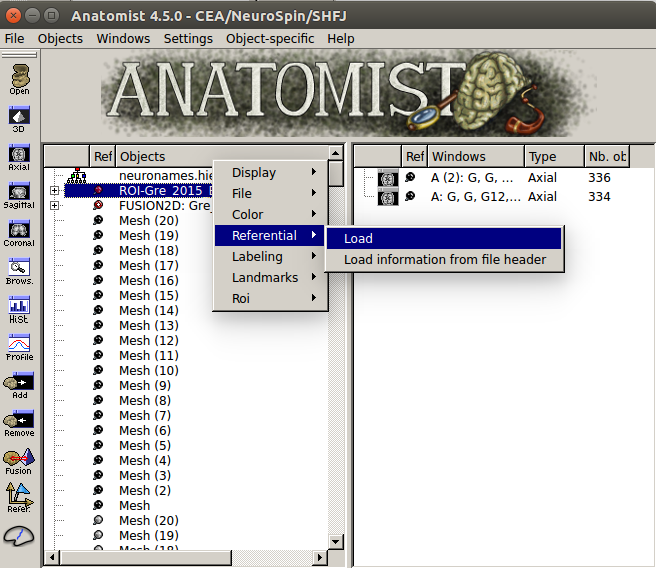 Anatomist 4.5.0 - CEA/NeuroSpin/SHFJ
File Objects Windows Settings Object-specific Help
ANATOMIST
Open
3D
Axial
Sagittal
Coronal
Brows.
HiSt
Profile
Add
Remove
Fusion
Refer.
Ref Objects
neuronames.hie
ROI-Gre_2015_
FUSION2D: Gre_
Mesh (20)
Mesh (19)
Mesh (18)
Mesh (17)
Mesh (16)
Mesh (15)
Mesh (14)
Mesh (13)
Mesh (12)
Mesh (11)
Mesh (10)
Mesh (9)
Mesh (8)
Mesh (7)
Mesh (6)
Mesh (5)
Mesh (4)
Mesh (3)
Mesh (2)
Mesh
Mesh (20)
Mesh (19)
Mesh (18)
Display
File
Color
Referential
Labeling
Landmarks
Roi
Load
Load information from file header
Ref Windows Type Nb. ob
A (2): G, G, ... Axial 336
A: G, G, G12,... Axial 334